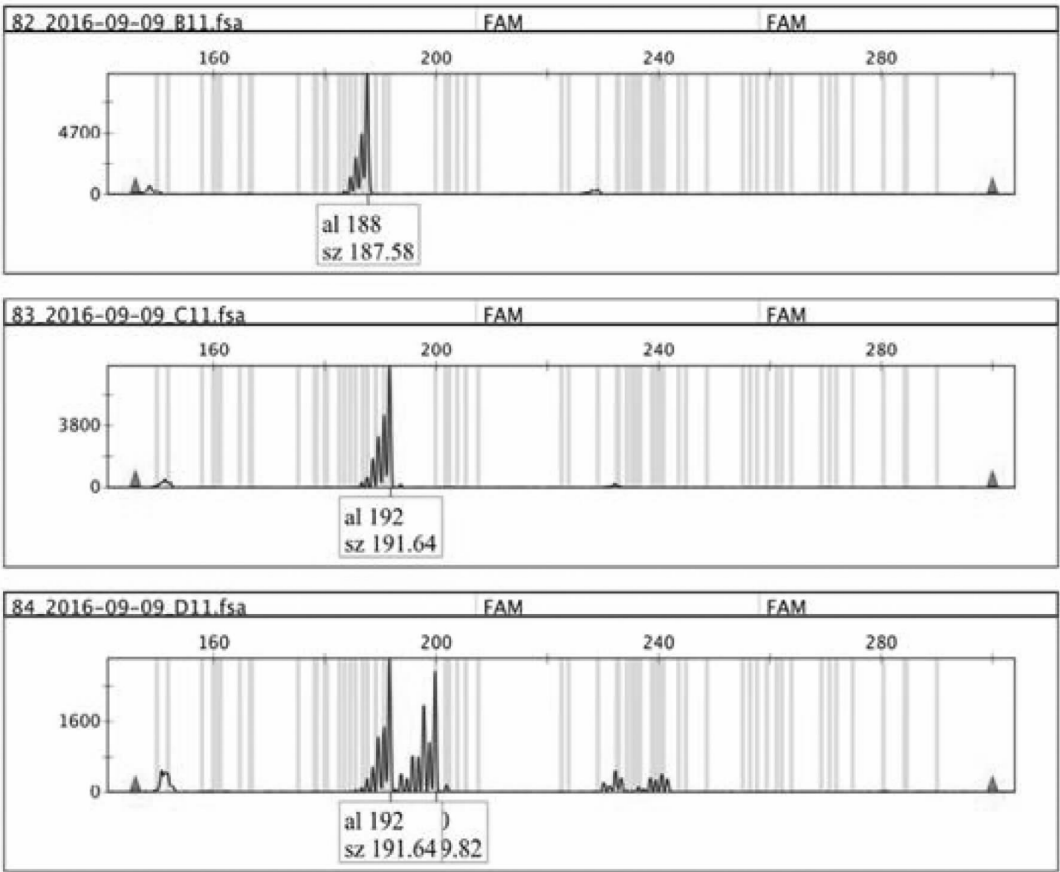 82_2016-09-09_B11.fsa FAM FAM
160 200 240 280
4700
0
al 188
sz 187.58
83_2016-09-09_C11.fsa FAM FAM
160 200 240 280
3800
0
al 192
sz 191.64
84_2016-09-09_D11.fsa FAM FAM
160 200 240 280
1600
0
al 192 )
sz 191.64 9.82